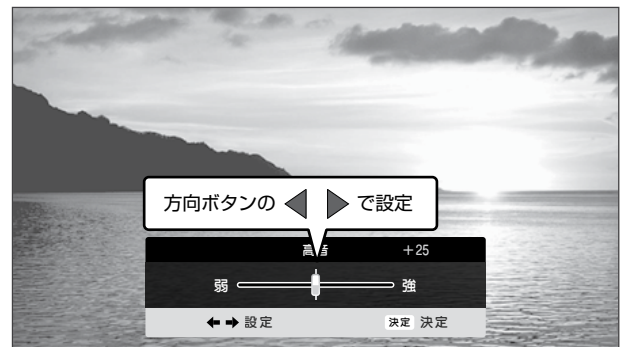 方向ボタンの ◀ ▶ で設定
高音 +25
弱 強
←→ 設定 決定 決定